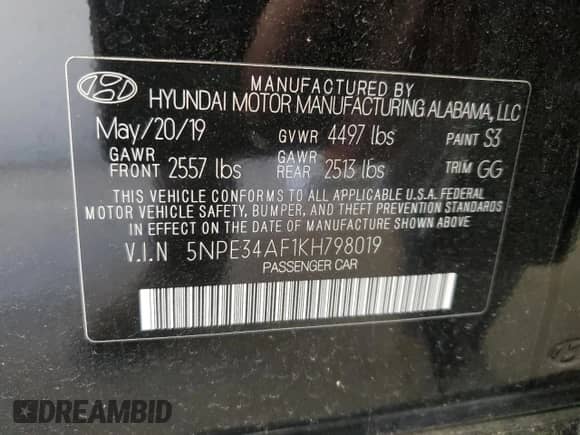 MANUFACTURED BY
HYUNDAI MOTOR MANUFACTURING ALABAMA, LLC
May/20/19 GVWR 4497 lbs PAINT S3
GAWR FRONT 2557 lbs GAWR REAR 2513 lbs TRIM GG
THIS VEHICLE CONFORMS TO ALL APPLICABLE U.S.A. FEDERAL
MOTOR VEHICLE SAFETY, BUMPER, AND THEFT PREVENTION STANDARDS
IN EFFECT ON THE DATE OF MANUFACTURE SHOWN ABOVE.
V.I.N 5NPE34AF1KH798019
PASSENGER CAR
DREAMBID